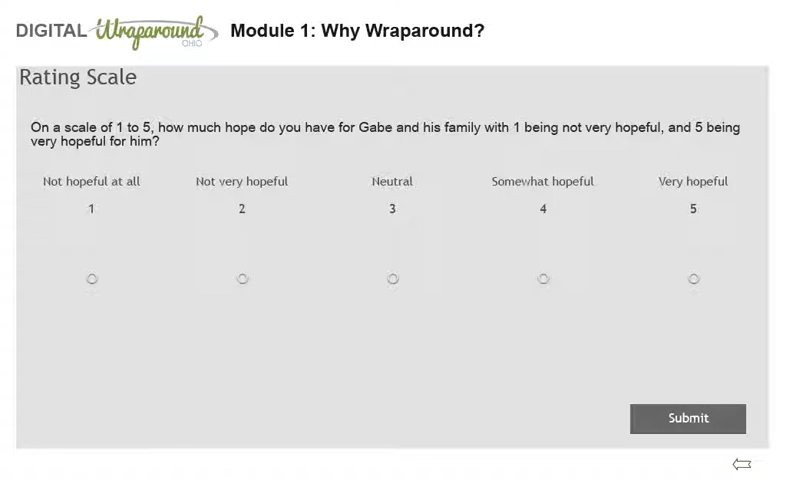 DIGITAL Wraparound OHIO Module 1: Why Wraparound?
Rating Scale
On a scale of 1 to 5, how much hope do you have for Gabe and his family with 1 being not very hopeful, and 5 being
very hopeful for him?
Not hopeful at all Not very hopeful Neutral Somewhat hopeful Very hopeful
1 2 3 4 5
Submit